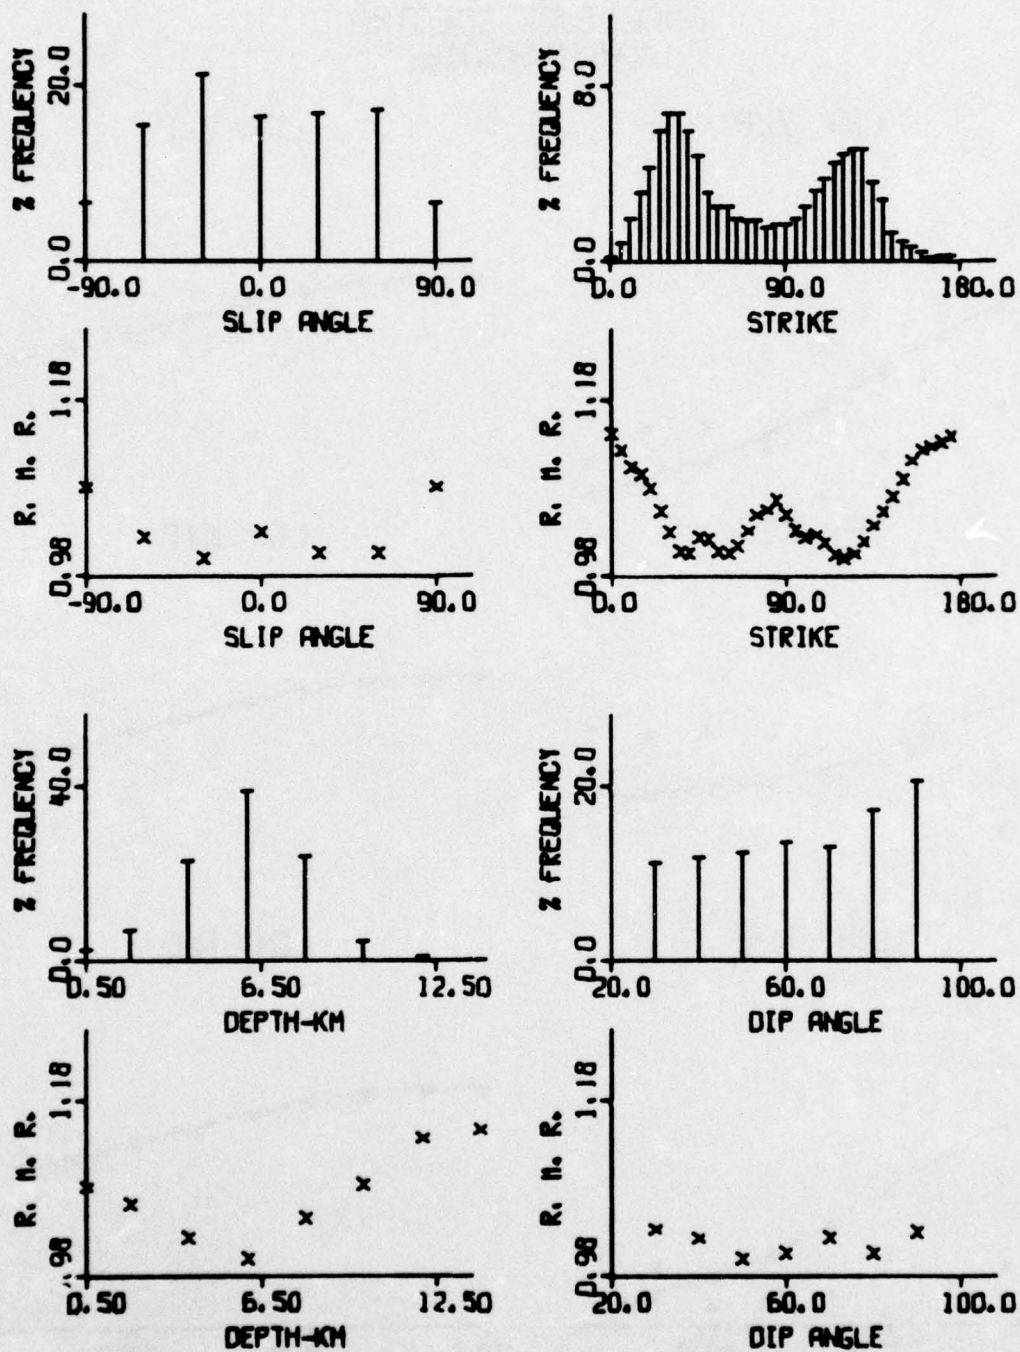 % FREQUENCY
20.0
0.0
-90.0 0.0 90.0
SLIP ANGLE
% FREQUENCY
8.0
0.0
0.0 90.0 180.0
STRIKE
R. M. R.
1.18
0.98
-90.0 0.0 90.0
SLIP ANGLE
R. M. R.
1.18
0.98
0.0 90.0 180.0
STRIKE
% FREQUENCY
40.0
0.0
0.50 6.50 12.50
DEPTH-KM
% FREQUENCY
20.0
0.0
20.0 60.0 100.0
DIP ANGLE
R. M. R.
1.18
.98
0.50 6.50 12.50
DEPTH-KM
R. M. R.
1.18
0.98
20.0 60.0 100.0
DIP ANGLE